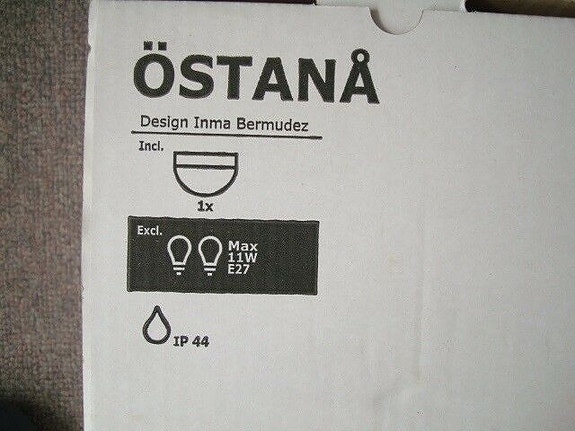 ÖSTANÅ
Design Inma Bermudez
Incl.
1x
Excl.
Max
11W
E27
IP 44